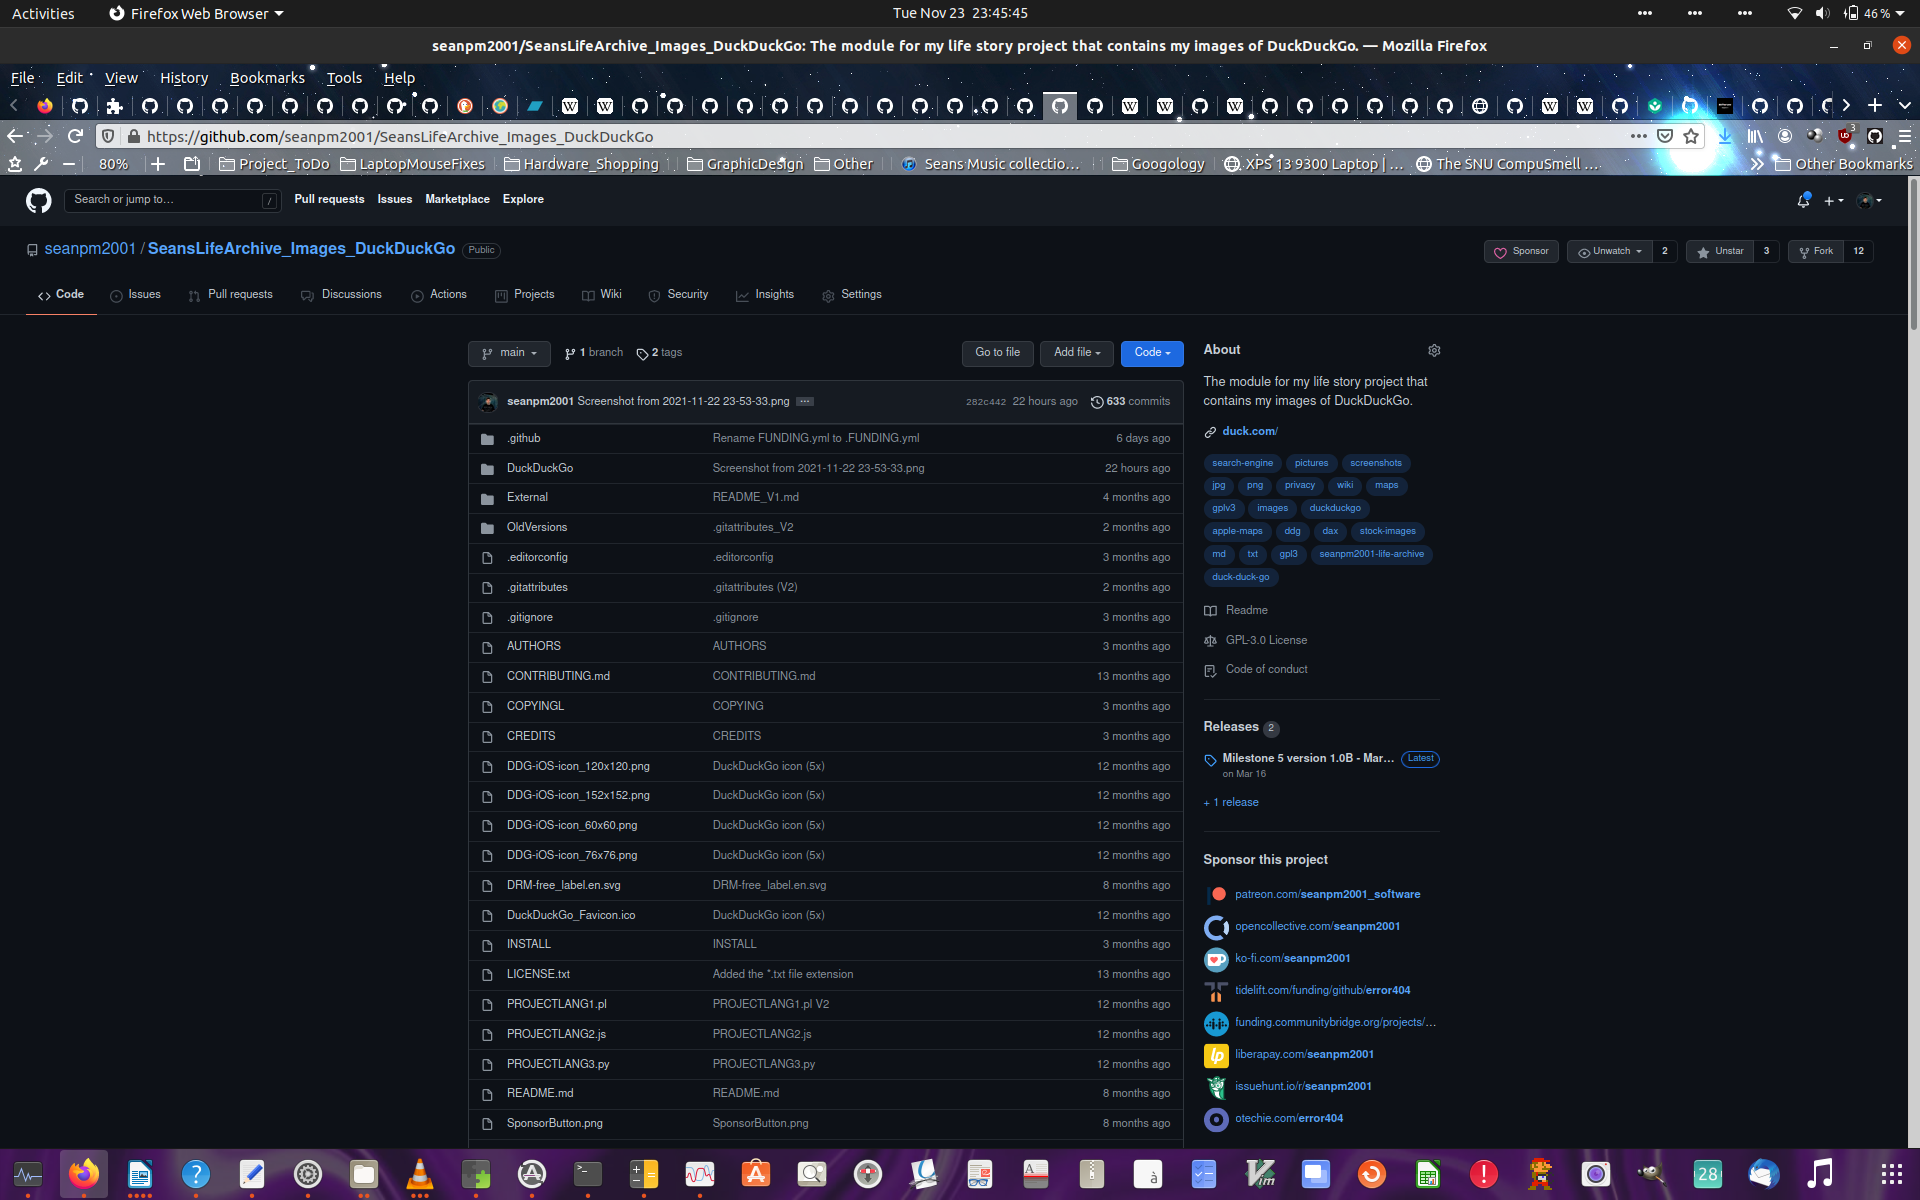 Activities Firefox Web Browser Tue Nov 23 23:45:45 46 %
seanpm2001/SeansLifeArchive_Images_DuckDuckGo: The module for my life story project that contains my images of DuckDuckGo. — Mozilla Firefox
File Edit View History Bookmarks Tools Help
https://github.com/seanpm2001/SeansLifeArchive_Images_DuckDuckGo 3
80% Project_ToDo LaptopMouseFixes Hardware_Shopping GraphicDesign Other Seans Music collectio… Googology XPS 13 9300 Laptop | … The SNU CompuSmell … Other Bookmarks
Search or jump to… / Pull requests Issues Marketplace Explore
seanpm2001 / SeansLifeArchive_Images_DuckDuckGo Public Sponsor Unwatch 2 Unstar 3 Fork 12
Code Issues Pull requests Discussions Actions Projects Wiki Security Insights Settings
main 1 branch 2 tags Go to file Add file Code
seanpm2001 Screenshot from 2021-11-22 23-53-33.png ... 282c442 22 hours ago 633 commits
.github Rename FUNDING.yml to .FUNDING.yml 6 days ago
DuckDuckGo Screenshot from 2021-11-22 23-53-33.png 22 hours ago
External README_V1.md 4 months ago
OldVersions .gitattributes_V2 2 months ago
.editorconfig .editorconfig 3 months ago
.gitattributes .gitattributes (V2) 2 months ago
.gitignore .gitignore 3 months ago
AUTHORS AUTHORS 3 months ago
CONTRIBUTING.md CONTRIBUTING.md 13 months ago
COPYINGL COPYING 3 months ago
CREDITS CREDITS 3 months ago
DDG-iOS-icon_120x120.png DuckDuckGo icon (5x) 12 months ago
DDG-iOS-icon_152x152.png DuckDuckGo icon (5x) 12 months ago
DDG-iOS-icon_60x60.png DuckDuckGo icon (5x) 12 months ago
DDG-iOS-icon_76x76.png DuckDuckGo icon (5x) 12 months ago
DRM-free_label.en.svg DRM-free_label.en.svg 8 months ago
DuckDuckGo_Favicon.ico DuckDuckGo icon (5x) 12 months ago
INSTALL INSTALL 3 months ago
LICENSE.txt Added the *.txt file extension 13 months ago
PROJECTLANG1.pl PROJECTLANG1.pl V2 12 months ago
PROJECTLANG2.js PROJECTLANG2.js 12 months ago
PROJECTLANG3.py PROJECTLANG3.py 12 months ago
README.md README.md 8 months ago
SponsorButton.png SponsorButton.png 8 months ago
About
The module for my life story project that
contains my images of DuckDuckGo.
duck.com/
search-engine pictures screenshots
jpg png privacy wiki maps
gplv3 images duckduckgo
apple-maps ddg dax stock-images
md txt gpl3 seanpm2001-life-archive
duck-duck-go
Readme
GPL-3.0 License
Code of conduct
Releases 2
Milestone 5 version 1.0B - Mar… Latest
on Mar 16
+ 1 release
Sponsor this project
patreon.com/seanpm2001_software
opencollective.com/seanpm2001
ko-fi.com/seanpm2001
tidelift.com/funding/github/error404
funding.communitybridge.org/projects/…
liberapay.com/seanpm2001
issuehunt.io/r/seanpm2001
otechie.com/error404
28